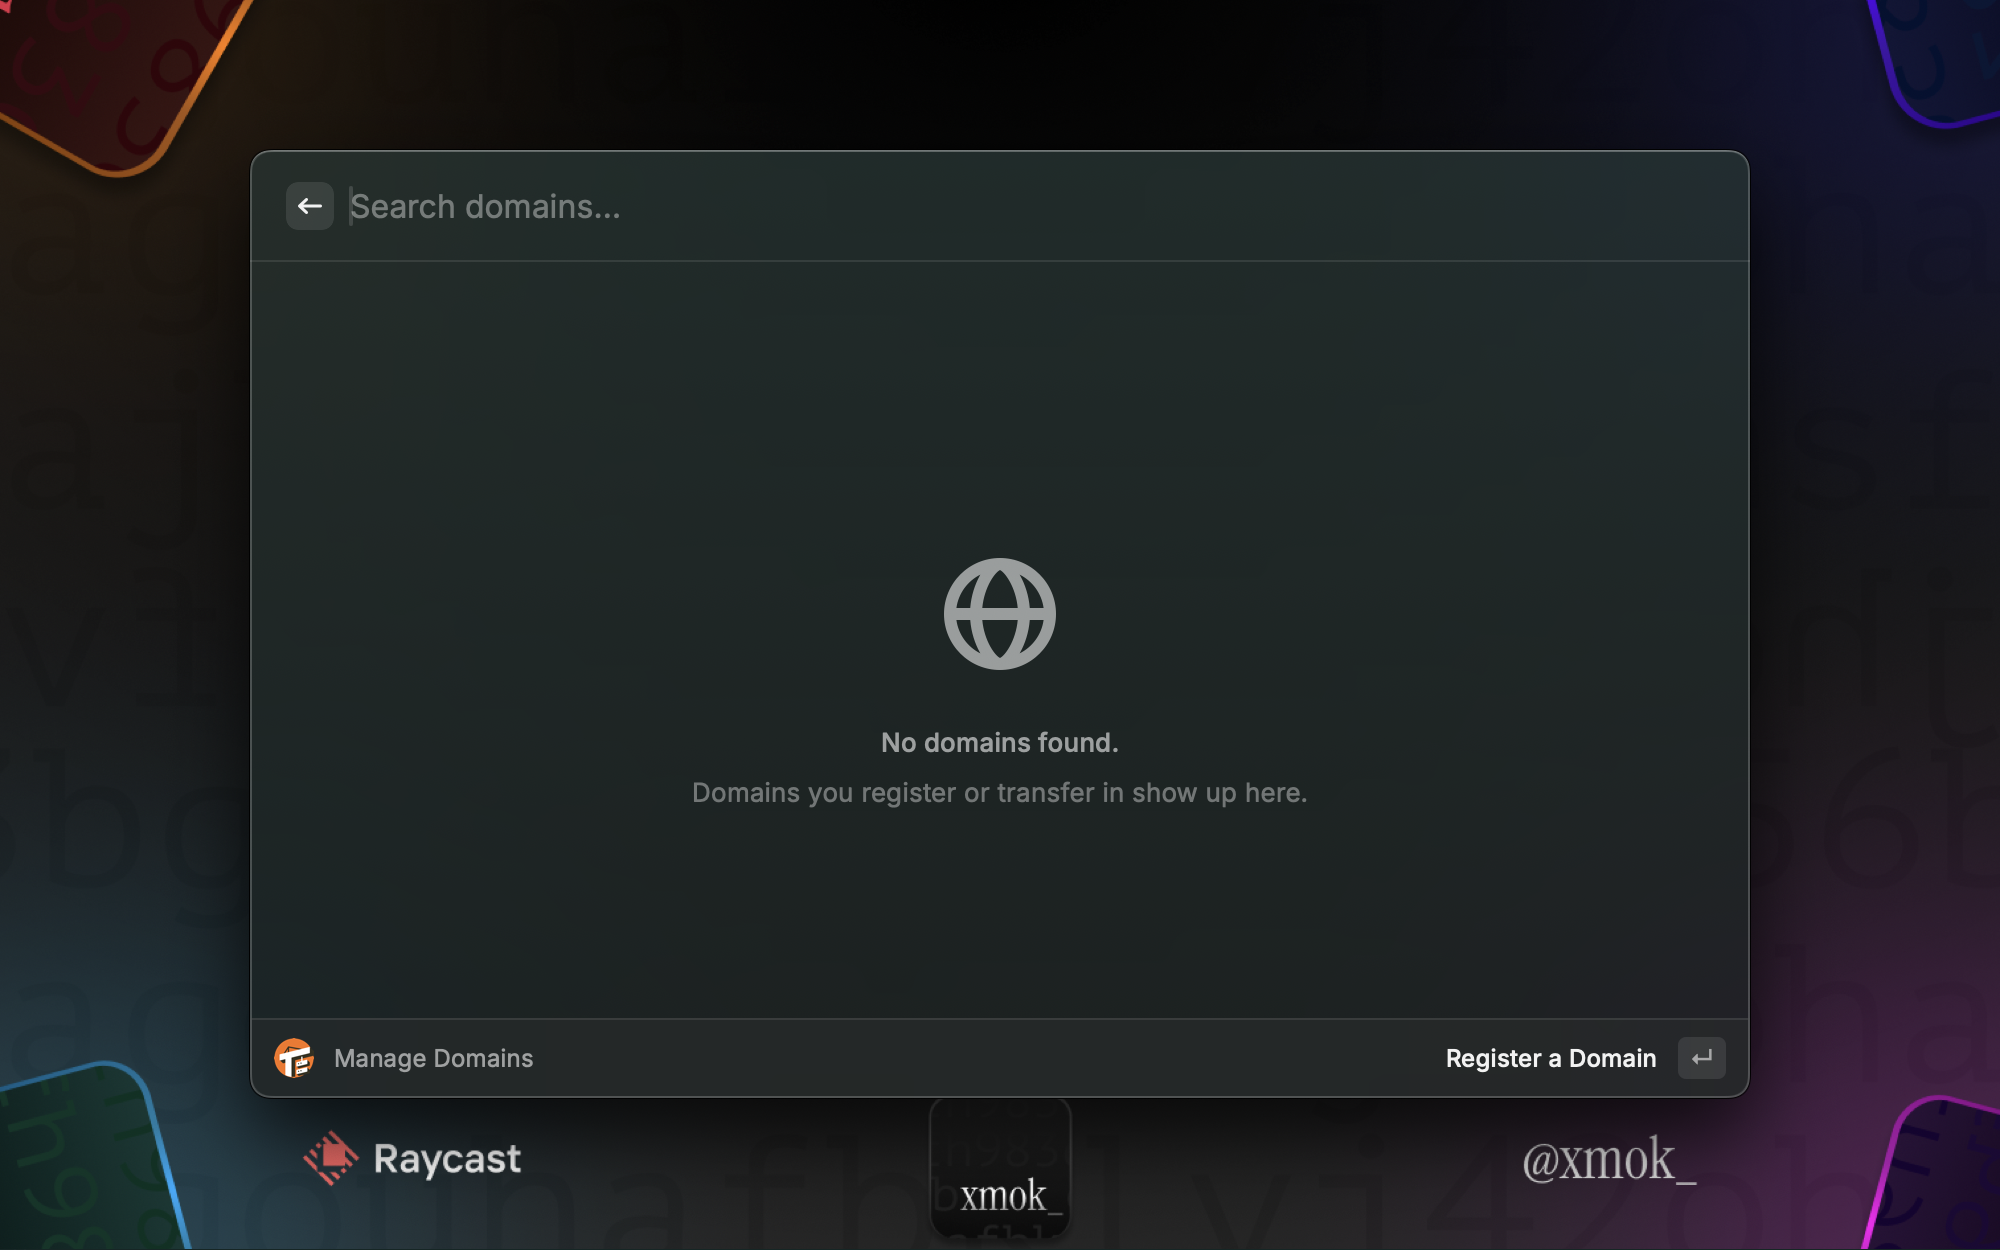 Search domains...
No domains found.
Domains you register or transfer in show up here.
Manage Domains
Register a Domain
Raycast
xmok_
@xmok_